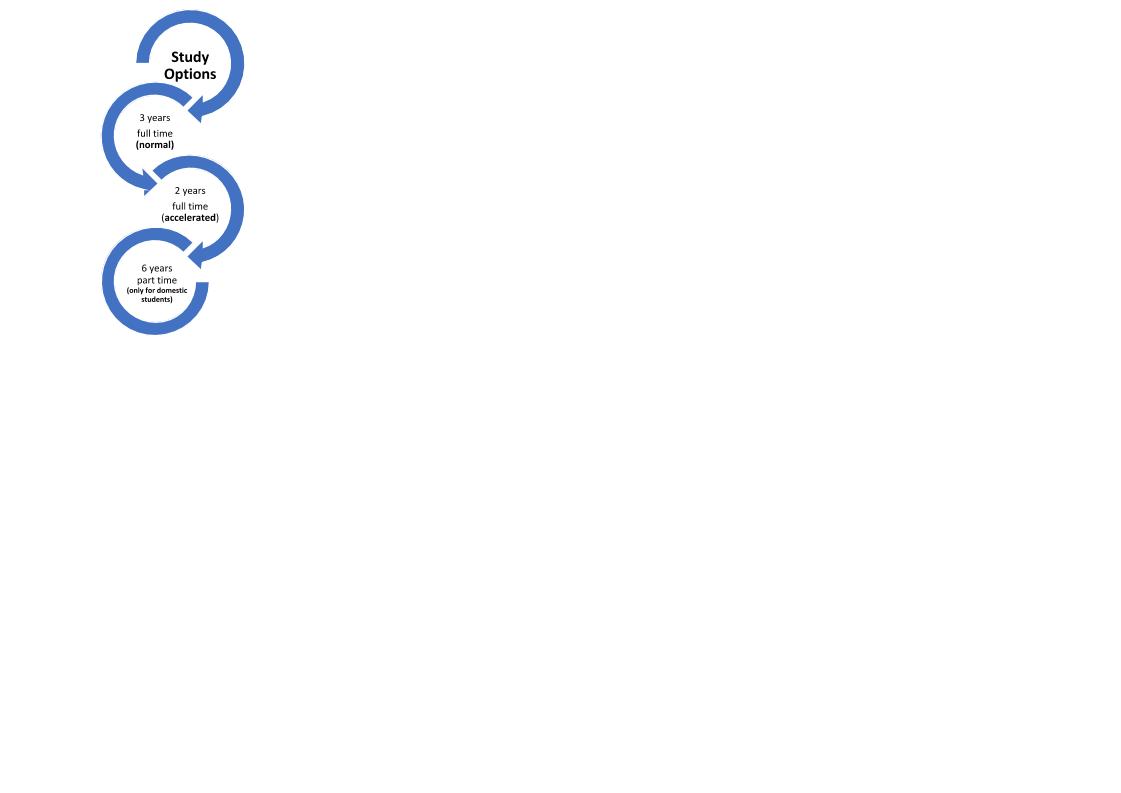 Study
Options
3 years
full time
(normal)
2 years
full time
(accelerated)
6 years
part time
(only for domestic
students)